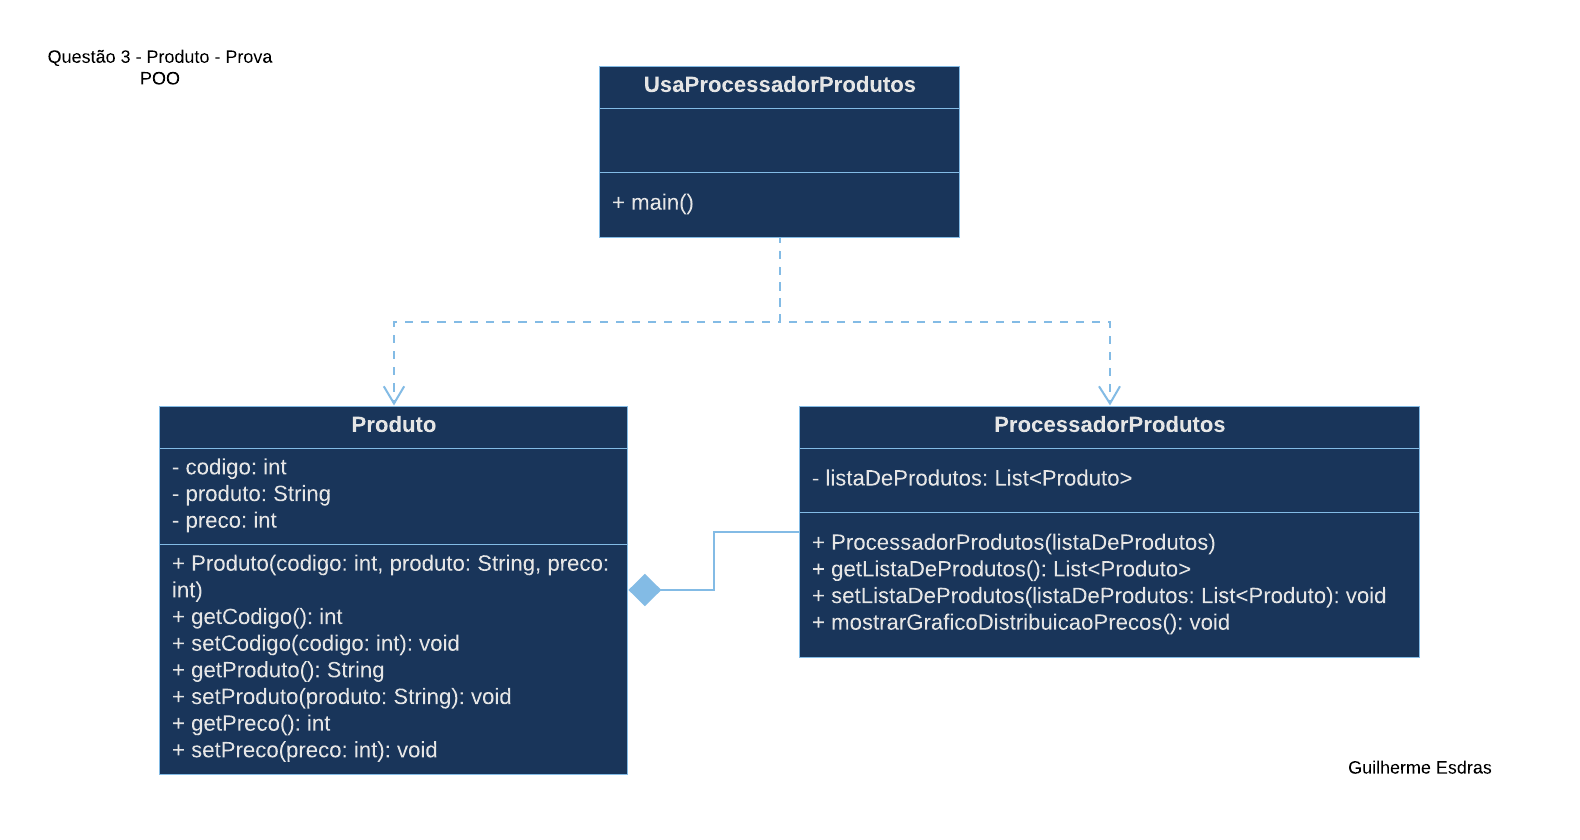 Questão 3 - Produto - Prova
POO
UsaProcessadorProdutos
+ main()
Produto
- codigo: int
- produto: String
- preco: int
+ Produto(codigo: int, produto: String, preco:
int)
+ getCodigo(): int
+ setCodigo(codigo: int): void
+ getProduto(): String
+ setProduto(produto: String): void
+ getPreco(): int
+ setPreco(preco: int): void
ProcessadorProdutos
- listaDeProdutos: List<Produto>
+ ProcessadorProdutos(listaDeProdutos)
+ getListaDeProdutos(): List<Produto>
+ setListaDeProdutos(listaDeProdutos: List<Produto): void
+ mostrarGraficoDistribuicaoPrecos(): void
Guilherme Esdras